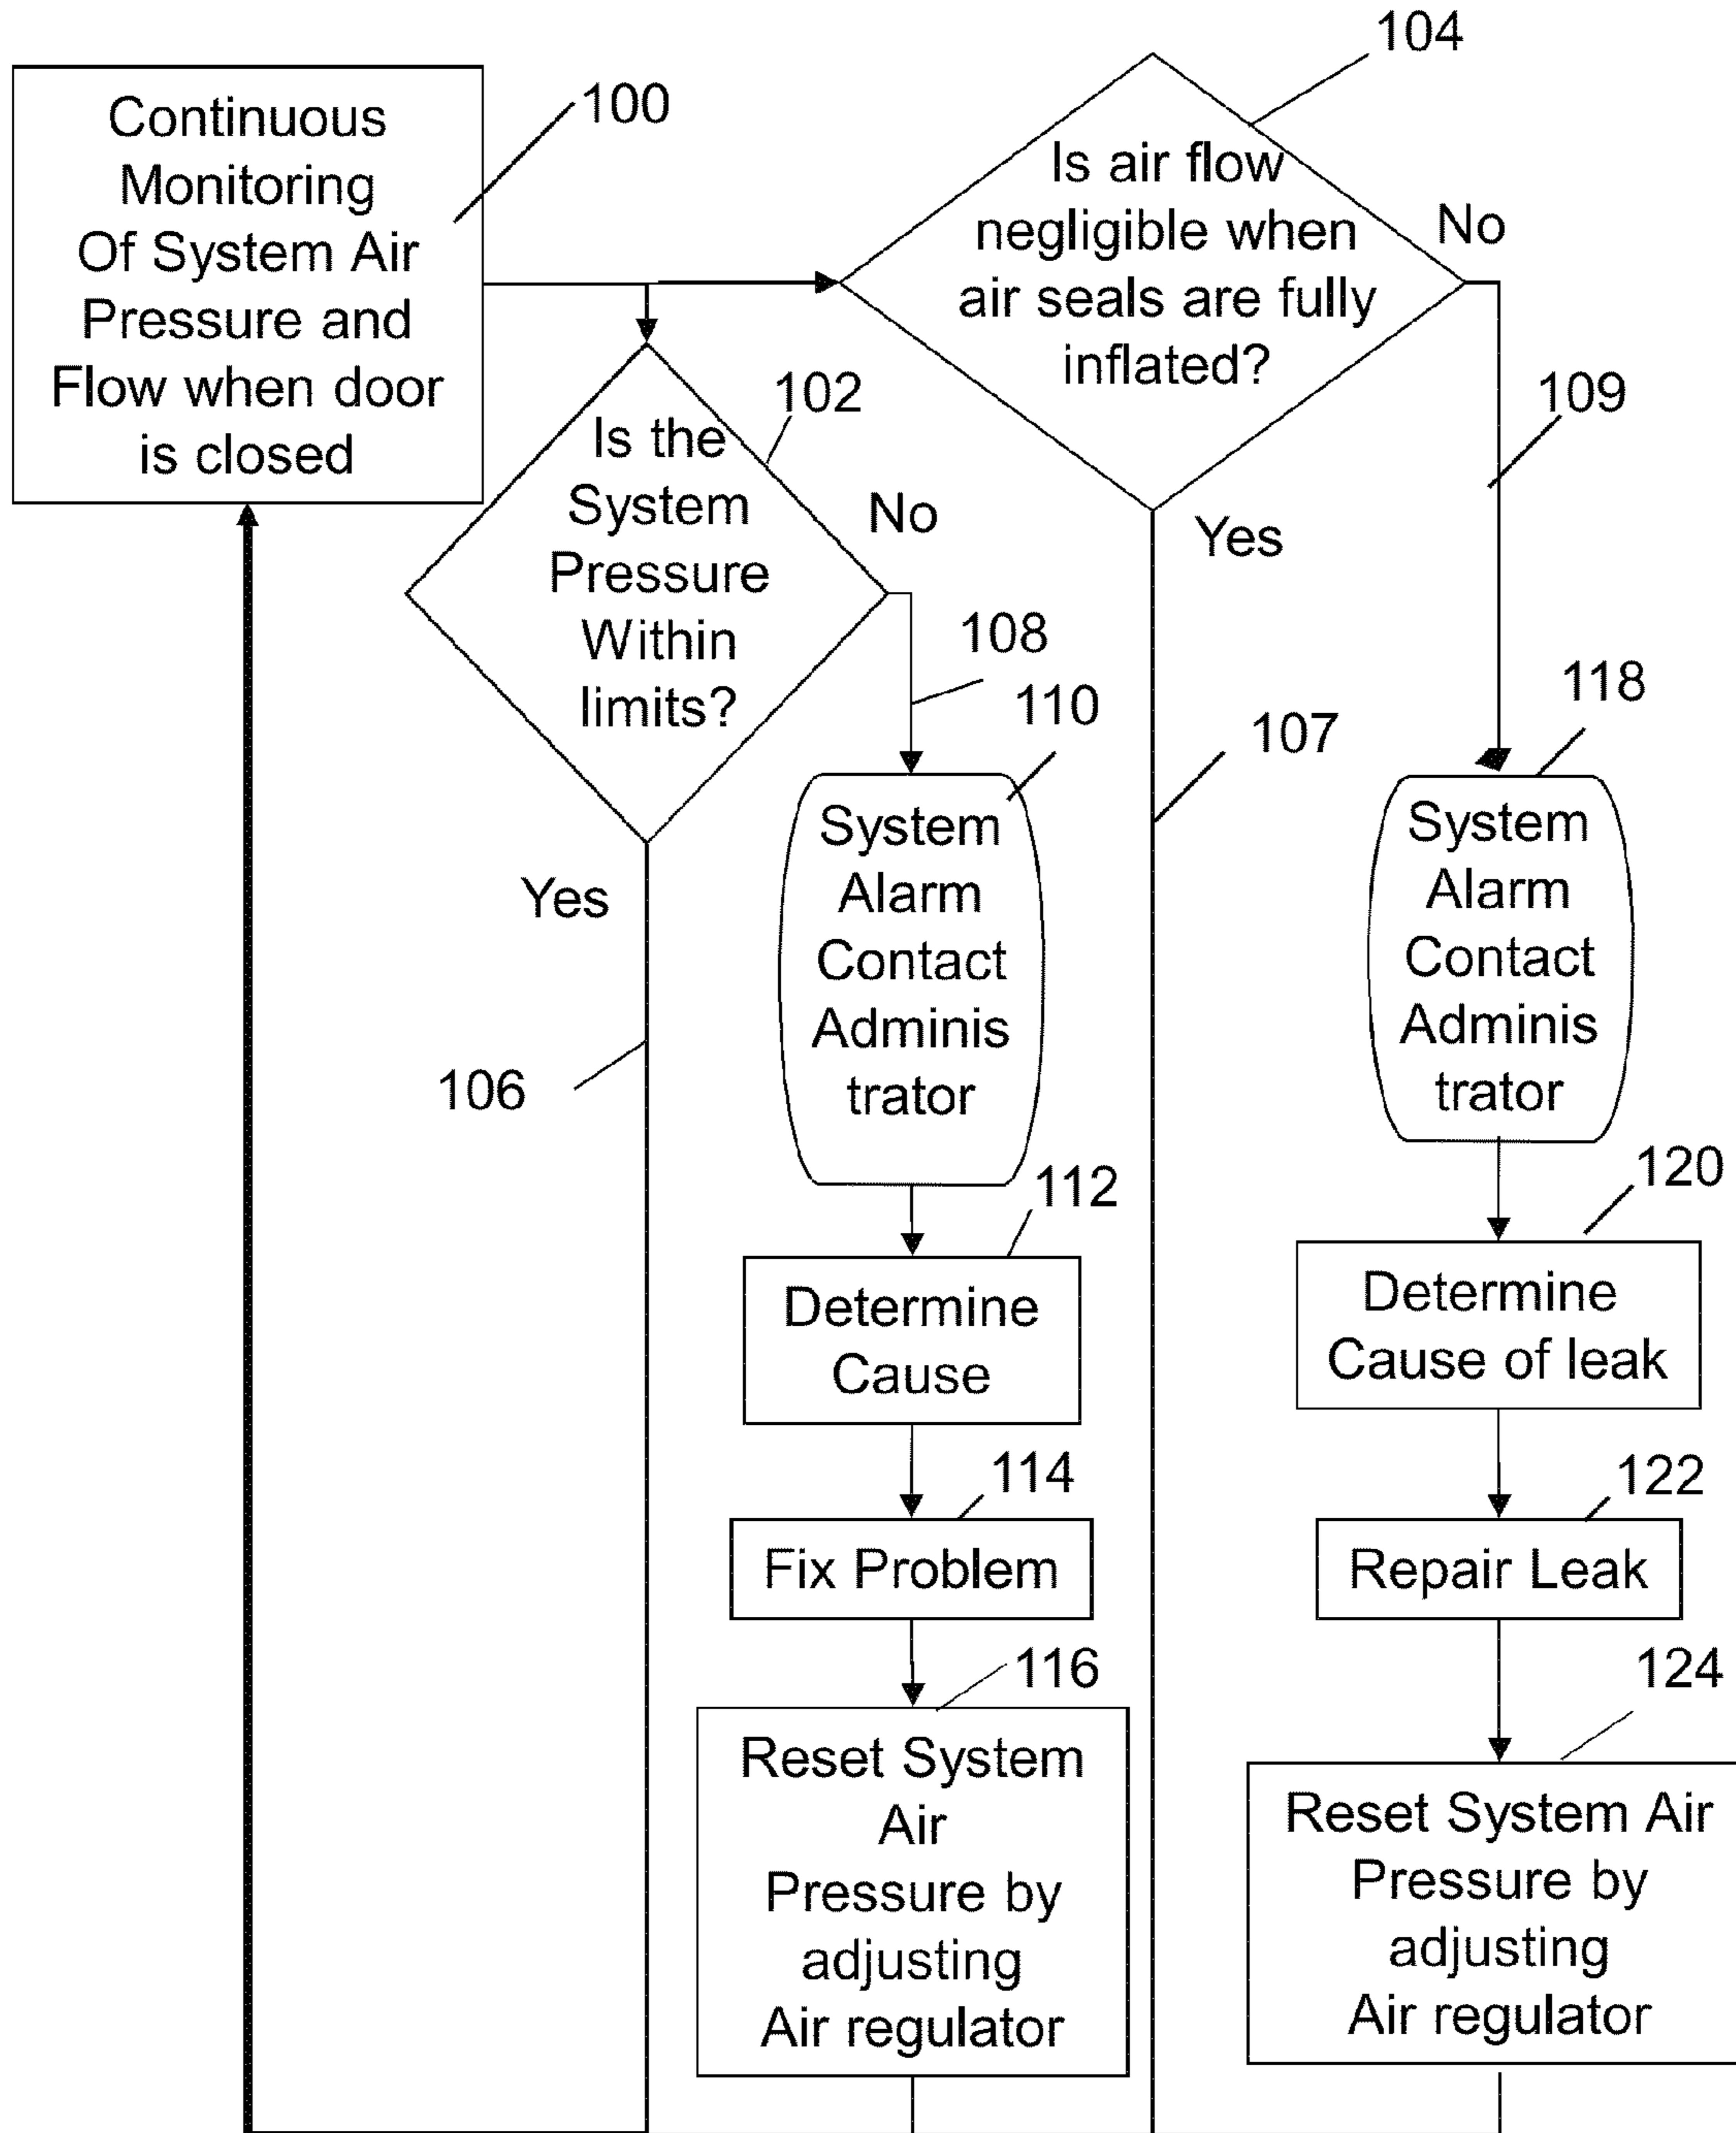 Continuous
Monitoring
Of System Air
Pressure and
Flow when door
is closed
100
104
Is air flow
negligible when
air seals are fully
inflated?
No
109
102
Is the
System
Pressure
Within
limits?
No
Yes
108
110
107
118
Yes
106
System
Alarm
Contact
Adminis
trator
System
Alarm
Contact
Adminis
trator
112
Determine
Cause
120
Determine
Cause of leak
114
Fix Problem
122
Repair Leak
116
Reset System
Air
Pressure by
adjusting
Air regulator
124
Reset System Air
Pressure by
adjusting
Air regulator